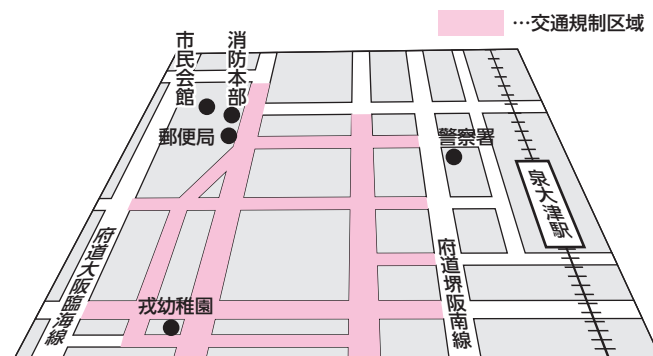 …交通規制区域
市民会館
消防本部
郵便局
警察署
泉大津駅
府道大阪臨海線
府道堺阪南線
戎幼稚園